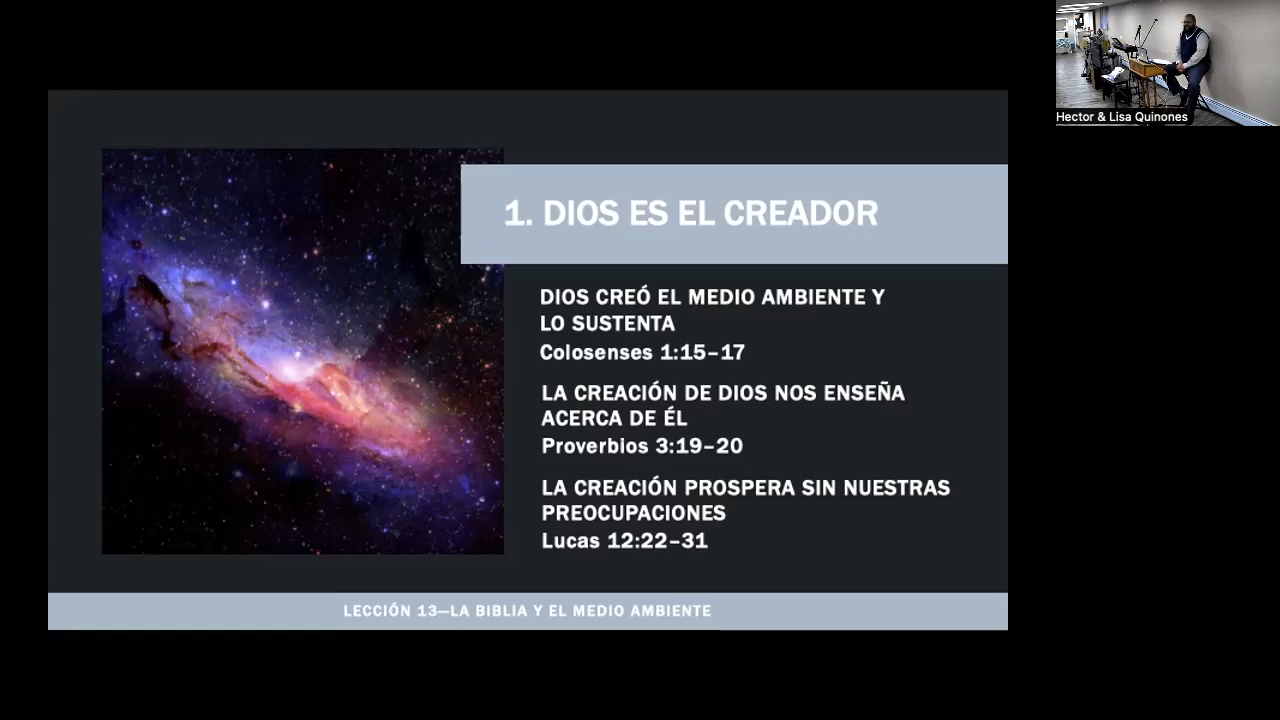 Hector & Lisa Quinones
1. DIOS ES EL CREADOR
DIOS CREÓ EL MEDIO AMBIENTE Y
LO SUSTENTA
Colosenses 1:15–17
LA CREACIÓN DE DIOS NOS ENSEÑA
ACERCA DE ÉL
Proverbios 3:19–20
LA CREACIÓN PROSPERA SIN NUESTRAS
PREOCUPACIONES
Lucas 12:22–31
LECCIÓN 13—LA BIBLIA Y EL MEDIO AMBIENTE